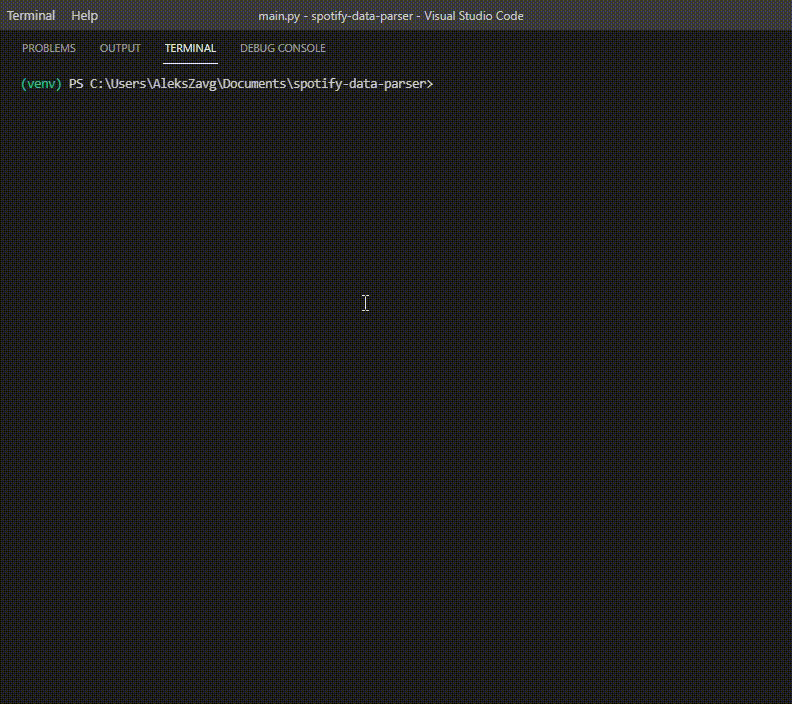 Terminal Help main.py - spotify-data-parser - Visual Studio Code
PROBLEMS OUTPUT TERMINAL DEBUG CONSOLE
(venv) PS C:\Users\AleksZavg\Documents\spotify-data-parser>